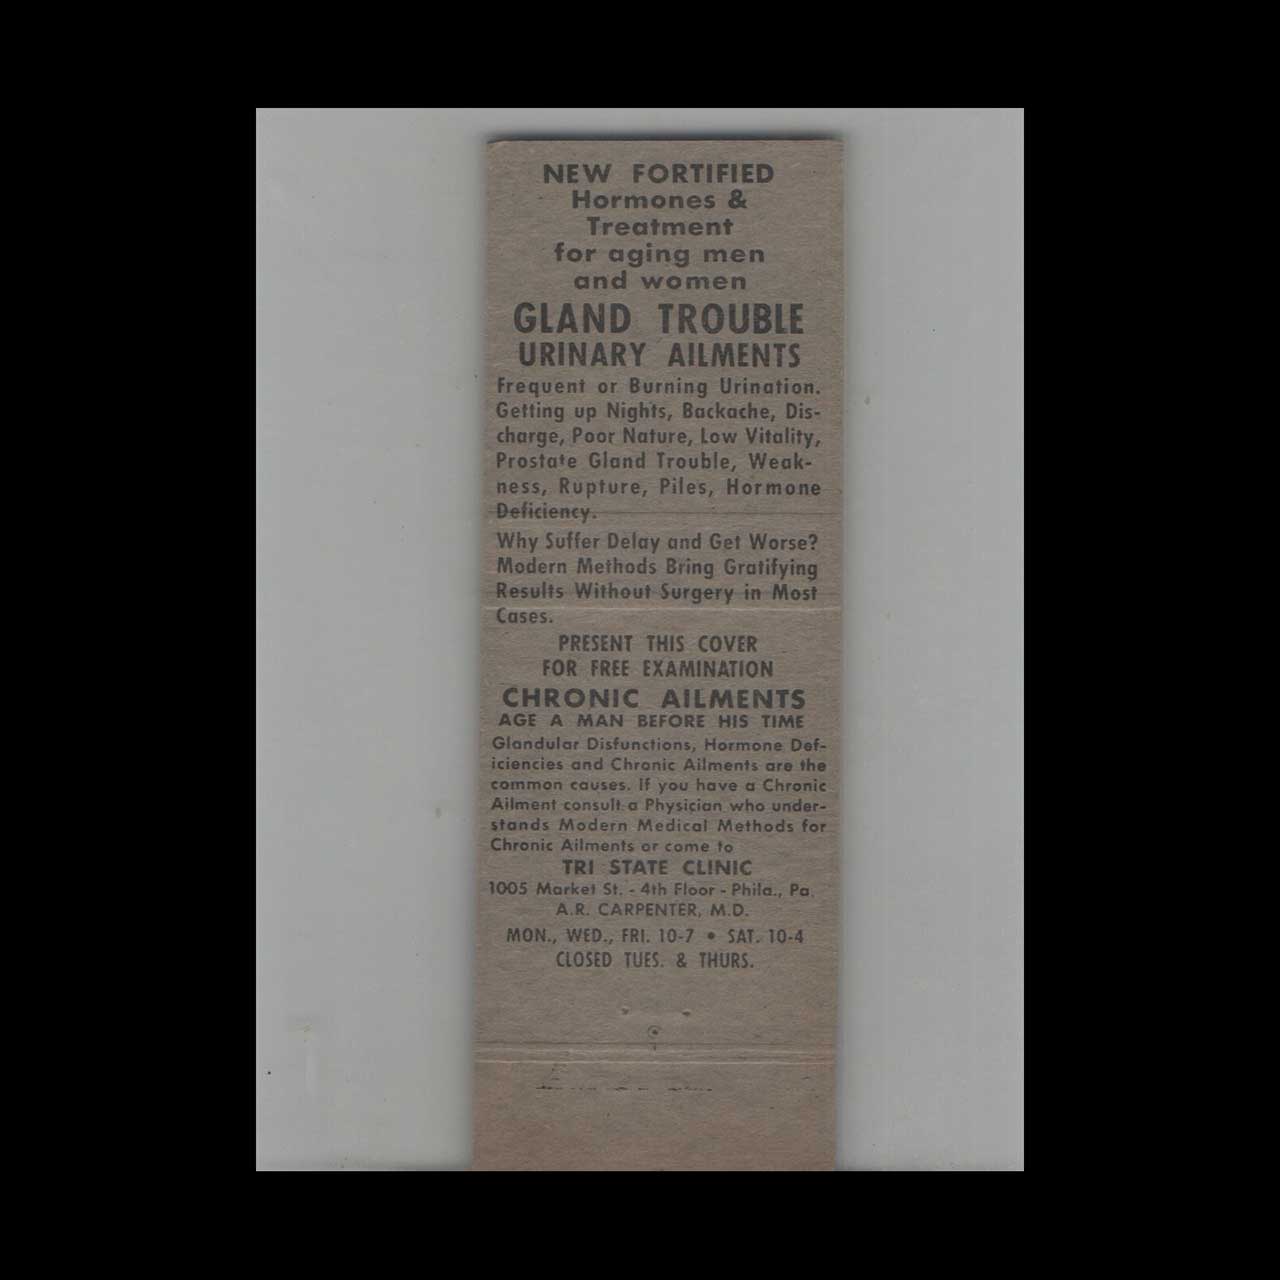 NEW FORTIFIED
Hormones &
Treatment
for aging men
and women
GLAND TROUBLE
URINARY AILMENTS
Frequent or Burning Urination.
Getting up Nights, Backache, Dis-
charge, Poor Nature, Low Vitality,
Prostate Gland Trouble, Weak-
ness, Rupture, Piles, Hormone
Deficiency.
Why Suffer Delay and Get Worse?
Modern Methods Bring Gratifying
Results Without Surgery in Most
Cases.
PRESENT THIS COVER
FOR FREE EXAMINATION
CHRONIC AILMENTS
AGE A MAN BEFORE HIS TIME
Glandular Disfunctions, Hormone Def-
iciencies and Chronic Ailments are the
common causes. If you have a Chronic
Ailment consult a Physician who under-
stands Modern Medical Methods for
Chronic Ailments or come to
TRI STATE CLINIC
1005 Market St. - 4th Floor - Phila., Pa.
A.R. CARPENTER, M.D.
MON., WED., FRI. 10-7 • SAT. 10-4
CLOSED TUES. & THURS.